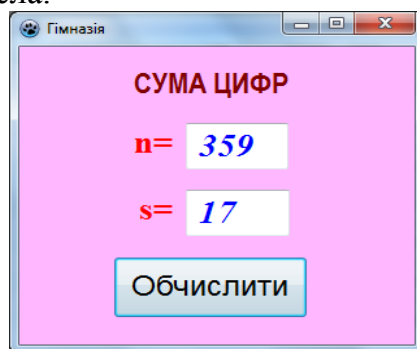 Гімназія
СУМА ЦИФР
n= 359
s= 17
Обчислити